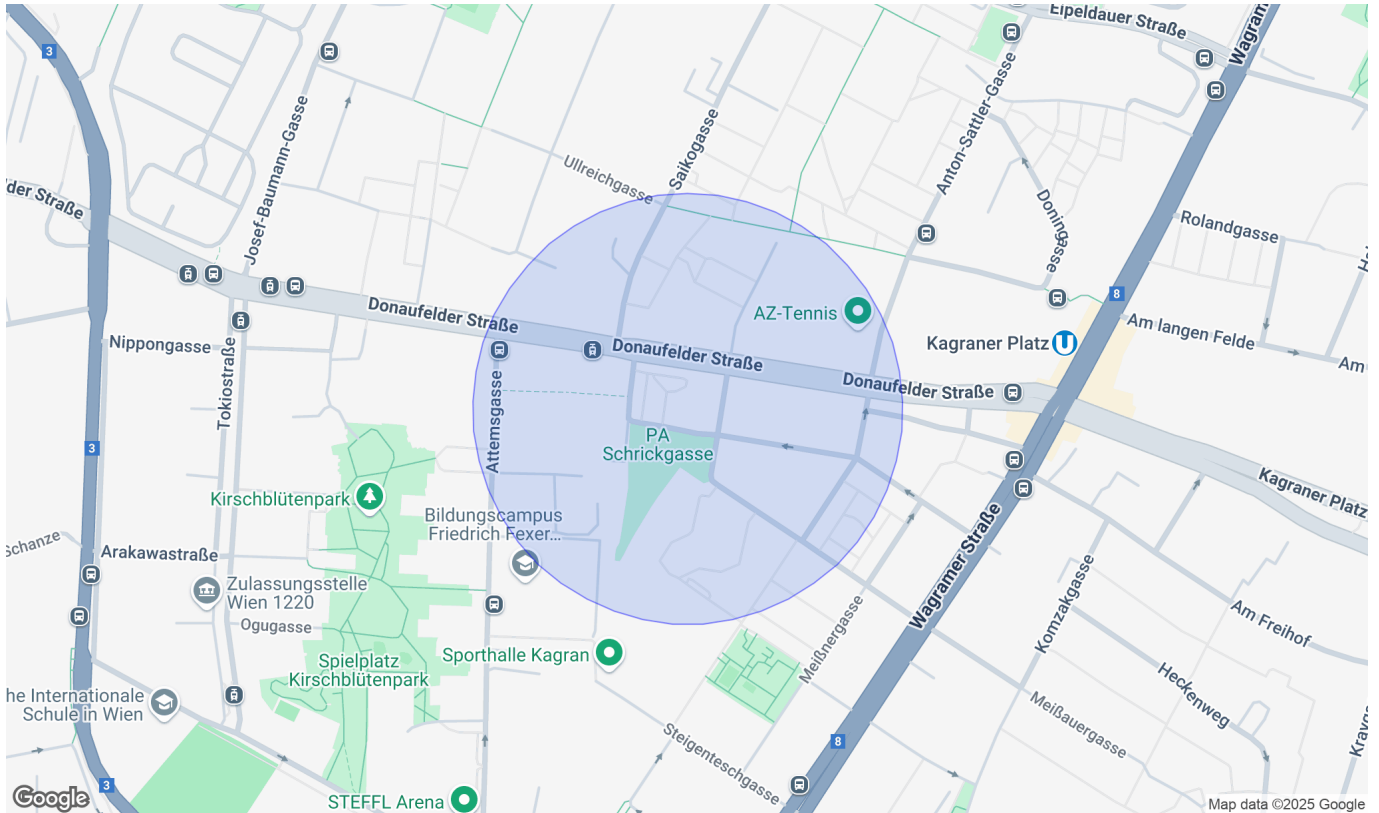 Eipeldauer Straße
Wagram
3
Josef-Baumann-Gasse
Saikogasse
Anton-Sattler-Gasse
Ullreichgasse
Doningasse
Rolandgasse
der Straße
8
Donaufelder Straße
AZ-Tennis
Am langen Felde
Kagraner Platz
U
Nippongasse
Donaufelder Straße
Am
Tokiostraße
Attemsgasse
Donaufelder Straße
PA
Schrickgasse
3
Kirschblütenpark
Kagraner Platz
Bildungscampus
Friedrich Fexer...
Schanze
Arakawastraße
Wagramer Straße
Zulassungsstelle
Wien 1220
Komzakgasse
Am Freihof
Ogugasse
Meißnergasse
Sporthalle Kagran
Spielplatz
Kirschblütenpark
Heckenweg
he Internationale
Schule in Wien
Meißauergasse
Steigenteschgasse
8
3
STEFFL Arena
Google
Map data ©2025 Google